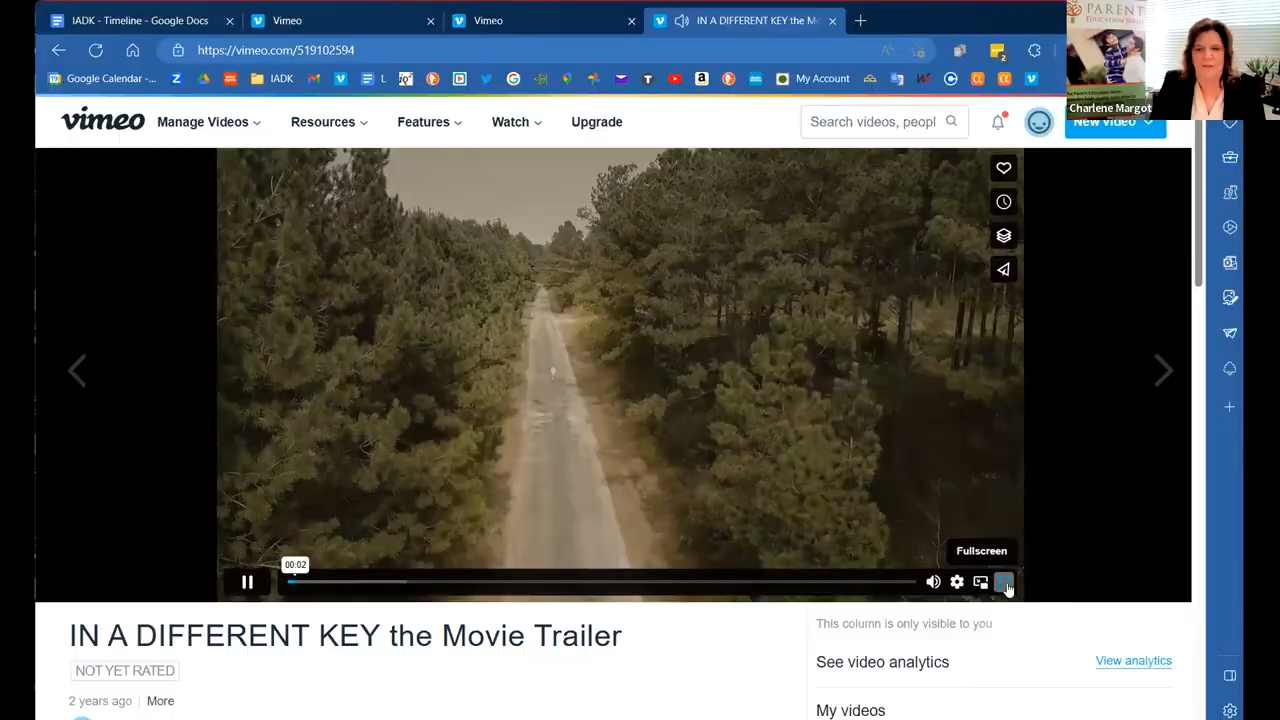 IADK - Timeline - Google Docs
Vimeo
Vimeo
IN A DIFFERENT KEY the M
https://vimeo.com/519102594
Google Calendar -...
IADK
L
My Account
PARENT
EDUCATION SERIES
Charlene Margot
vimeo
Manage Videos
Resources
Features
Watch
Upgrade
Search videos, peopl
New video
Fullscreen
00:02
IN A DIFFERENT KEY the Movie Trailer
NOT YET RATED
2 years ago
More
This column is only visible to you
See video analytics
View analytics
My videos